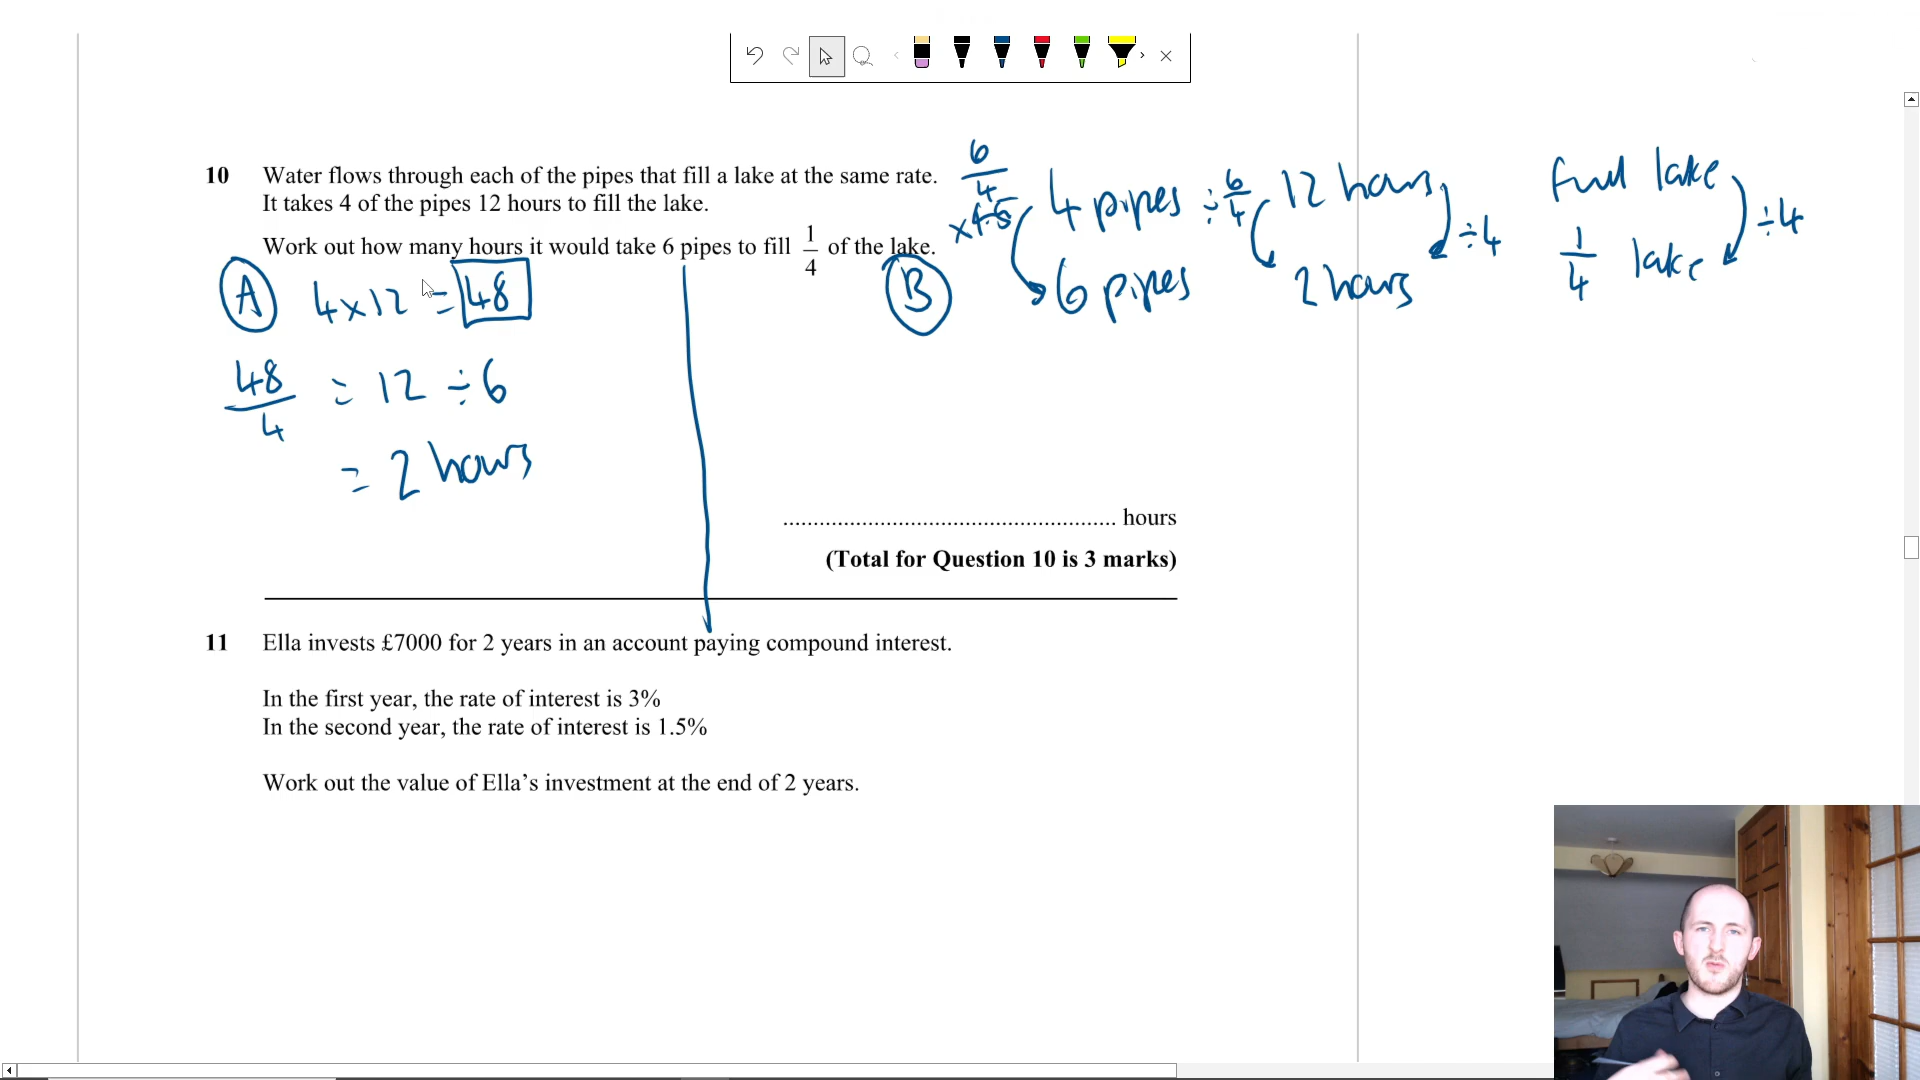 10 Water flows through each of the pipes that fill a lake at the same rate.
It takes 4 of the pipes 12 hours to fill the lake.
Work out how many hours it would take 6 pipes to fill 1/4 of the lake.
A 4 x 12 = 48
48/4 = 12 ÷ 6
= 2 hours
B
6/4
4 pipes ÷ 6/4 12 hours ÷4 full lake ÷4
6 pipes 2 hours 1/4 lake
.................................................... hours
(Total for Question 10 is 3 marks)
11 Ella invests £7000 for 2 years in an account paying compound interest.
In the first year, the rate of interest is 3%
In the second year, the rate of interest is 1.5%
Work out the value of Ella’s investment at the end of 2 years.